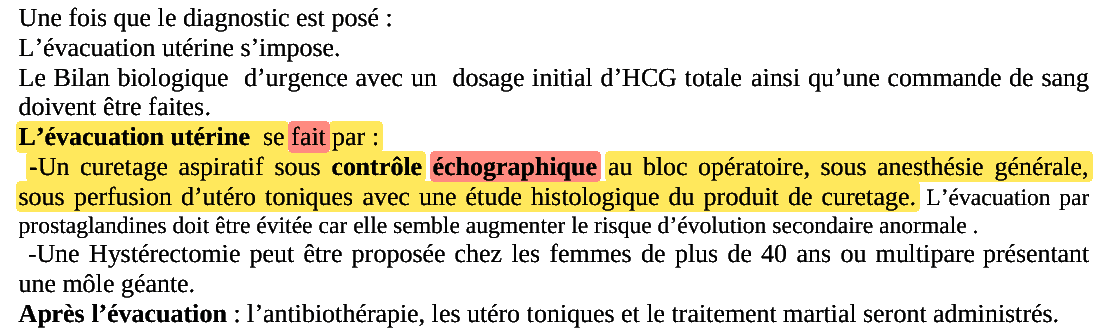 Une fois que le diagnostic est posé :
L’évacuation utérine s’impose.
Le Bilan biologique d’urgence avec un dosage initial d’HCG totale ainsi qu’une commande de sang
doivent être faites.
L’évacuation utérine se fait par :
-Un curetage aspiratif sous contrôle échographique au bloc opératoire, sous anesthésie générale,
sous perfusion d’utéro toniques avec une étude histologique du produit de curetage. L’évacuation par
prostaglandines doit être évitée car elle semble augmenter le risque d’évolution secondaire anormale .
-Une Hystérectomie peut être proposée chez les femmes de plus de 40 ans ou multipare présentant
une môle géante.
Après l’évacuation : l’antibiothérapie, les utéro toniques et le traitement martial seront administrés.